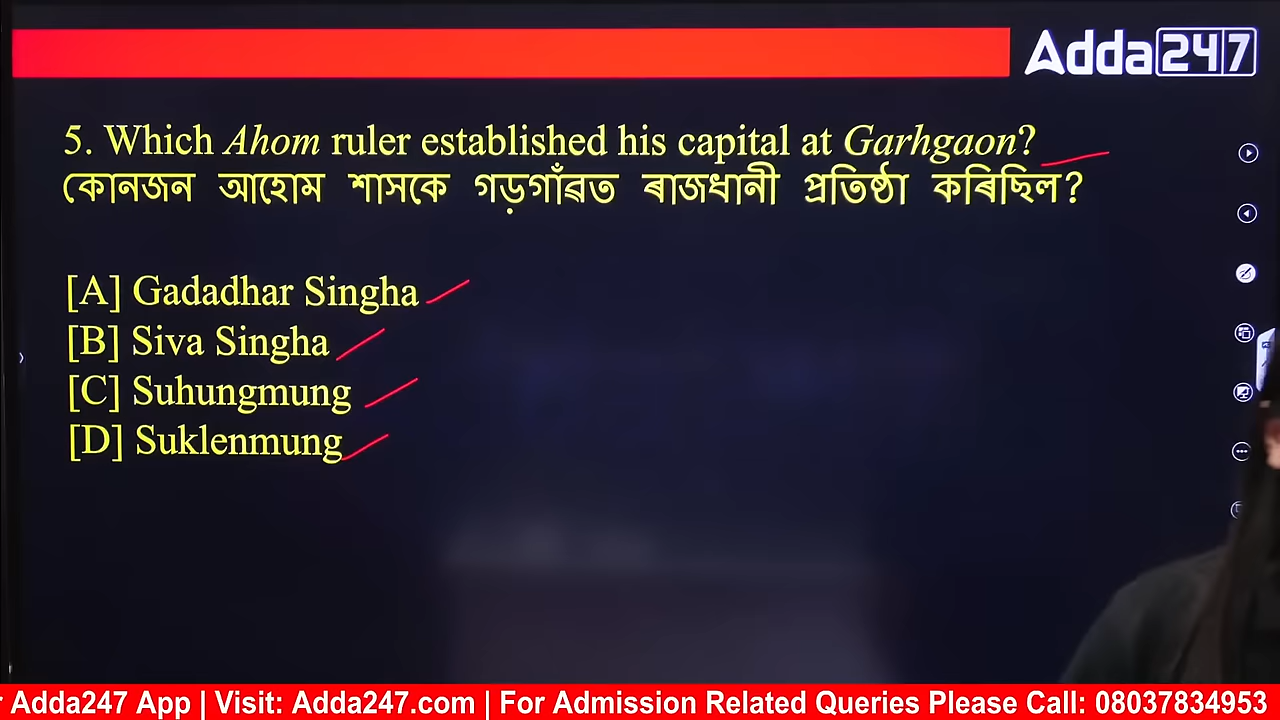 Adda247
5. Which Ahom ruler established his capital at Garhgaon?
কোনজন আহোম শাসকে গড়গাঁৱত ৰাজধানী প্ৰতিষ্ঠা কৰিছিল?
[A] Gadadhar Singha
[B] Siva Singha
[C] Suhungmung
[D] Suklenmung
Adda247 App | Visit: Adda247.com | For Admission Related Queries Please Call: 08037834953